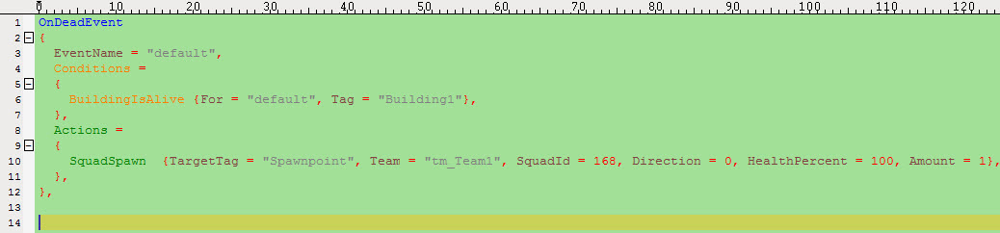 0 10 20 30 40 50 60 70 80 90 100 110 120
1 OnDeadEvent
2 {
3 EventName = "default",
4 Conditions =
5 {
6 BuildingIsAlive {For = "default", Tag = "Building1"},
7 },
8 Actions =
9 {
10 SquadSpawn {TargetTag = "Spawnpoint", Team = "tm_Team1", SquadId = 168, Direction = 0, HealthPercent = 100, Amount = 1},
11 },
12 },
13
14